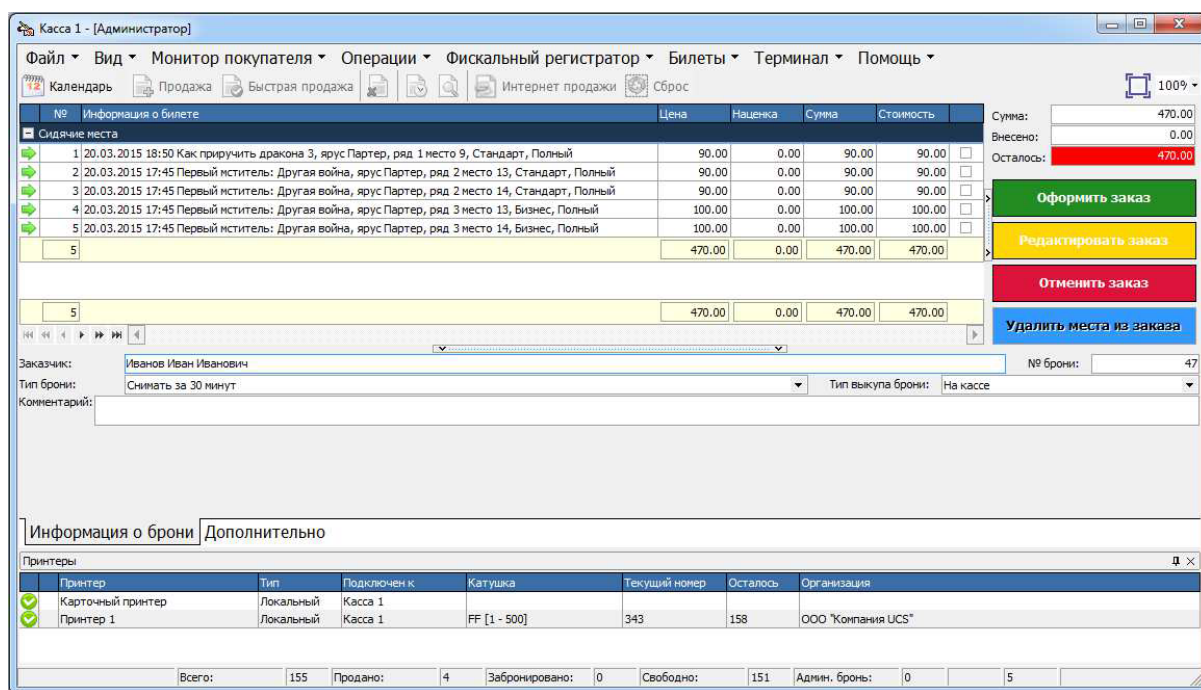 Касса 1 - [Администратор]
Файл Вид Монитор покупателя Операции Фискальный регистратор Билеты Терминал Помощь
12 Календарь Продажа Быстрая продажа Интернет продажи Сброс 100%
№ Информация о билете Цена Наценка Сумма Стоимость
Сумма: 470.00
Сидячие места
Внесено: 0.00
1 20.03.2015 18:50 Как приручить дракона 3, ярус Партер, ряд 1 место 9, Стандарт, Полный 90.00 0.00 90.00 90.00
Осталось: 470.00
2 20.03.2015 17:45 Первый мститель: Другая война, ярус Партер, ряд 2 место 13, Стандарт, Полный 90.00 0.00 90.00 90.00
3 20.03.2015 17:45 Первый мститель: Другая война, ярус Партер, ряд 2 место 14, Стандарт, Полный 90.00 0.00 90.00 90.00
4 20.03.2015 17:45 Первый мститель: Другая война, ярус Партер, ряд 3 место 13, Бизнес, Полный 100.00 0.00 100.00 100.00
5 20.03.2015 17:45 Первый мститель: Другая война, ярус Партер, ряд 3 место 14, Бизнес, Полный 100.00 0.00 100.00 100.00
5 470.00 0.00 470.00 470.00
Оформить заказ
Редактировать заказ
Отменить заказ
Удалить места из заказа
5 470.00 0.00 470.00 470.00
Заказчик: Иванов Иван Иванович № брони: 47
Тип брони: Снимать за 30 минут Тип выкупа брони: На кассе
Комментарий:
Информация о брони Дополнительно
Принтеры
Принтер Тип Подключен к Катушка Текущий номер Осталось Организация
Карточный принтер Локальный Касса 1
Принтер 1 Локальный Касса 1 FF [1 - 500] 343 158 ООО "Компания UCS"
Всего: 155 Продано: 4 Забронировано: 0 Свободно: 151 Админ. бронь: 0 5